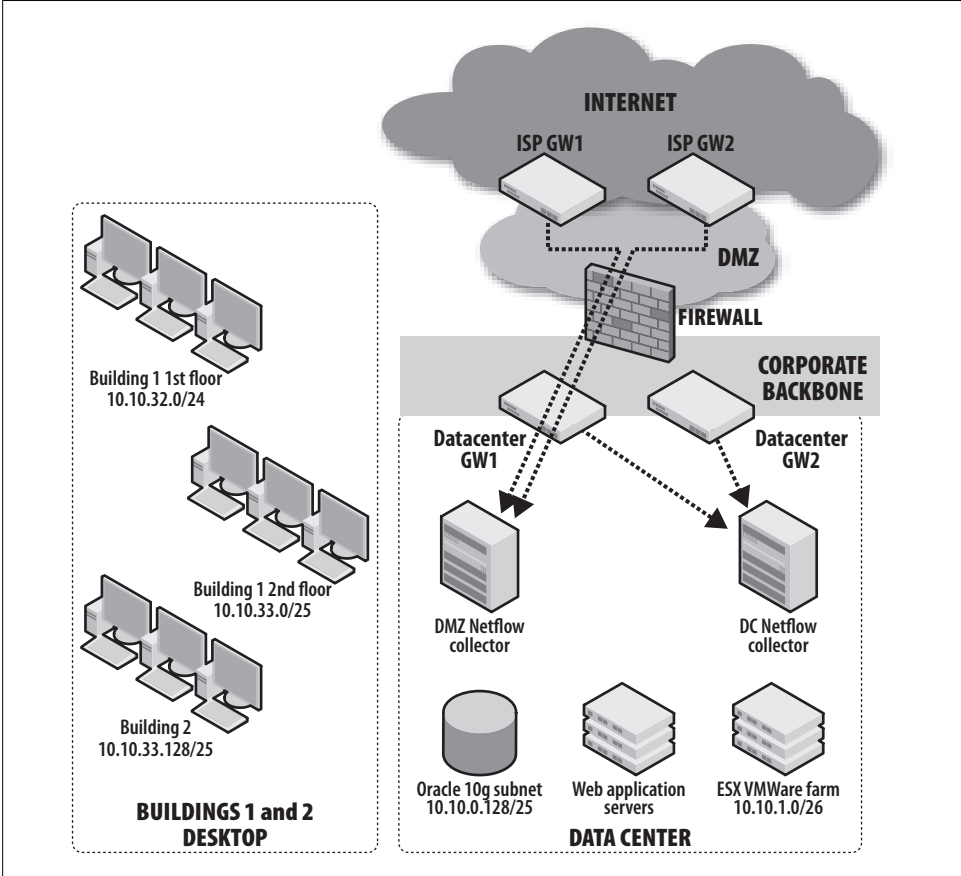 INTERNET
ISP GW1
ISP GW2
DMZ
FIREWALL
CORPORATE
BACKBONE
Building 1 1st floor
10.10.32.0/24
Datacenter
GW1
Datacenter
GW2
Building 1 2nd floor
10.10.33.0/25
DMZ Netflow
collector
DC Netflow
collector
Building 2
10.10.33.128/25
Oracle 10g subnet
10.10.0.128/25
Web application
servers
ESX VMWare farm
10.10.1.0/26
BUILDINGS 1 and 2
DESKTOP
DATA CENTER